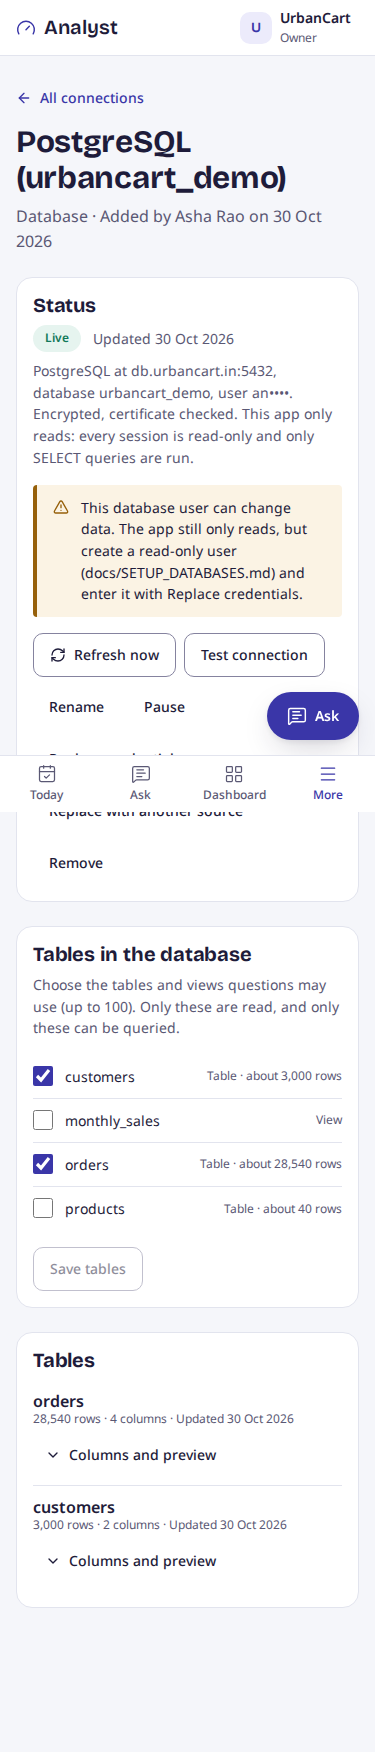 Analyst
U
UrbanCart
Owner
All connections
PostgreSQL
(urbancart_demo)
Database · Added by Asha Rao on 30 Oct
2026
Status
Live
Updated 30 Oct 2026
PostgreSQL at db.urbancart.in:5432,
database urbancart_demo, user an••••.
Encrypted, certificate checked. This app only
reads: every session is read-only and only
SELECT queries are run.
This database user can change
data. The app still only reads, but
create a read-only user
(docs/SETUP_DATABASES.md) and
enter it with Replace credentials.
Refresh now
Test connection
Rename
Pause
Ask
Today
Ask
Dashboard
More
Replace with another source
Remove
Tables in the database
Choose the tables and views questions may
use (up to 100). Only these are read, and only
these can be queried.
customers
Table · about 3,000 rows
monthly_sales
View
orders
Table · about 28,540 rows
products
Table · about 40 rows
Save tables
Tables
orders
28,540 rows · 4 columns · Updated 30 Oct 2026
Columns and preview
customers
3,000 rows · 2 columns · Updated 30 Oct 2026
Columns and preview